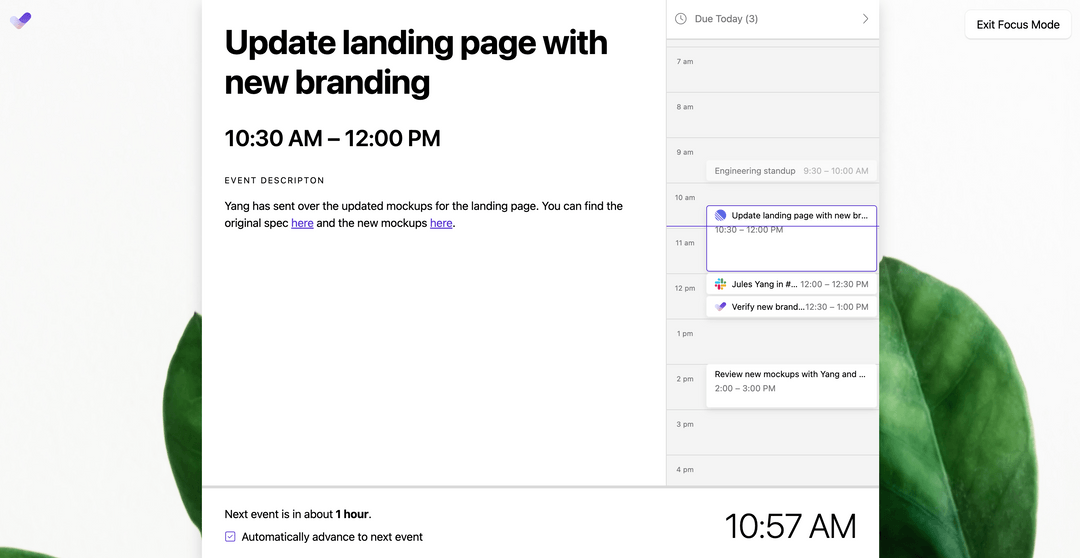 Exit Focus Mode
Update landing page with
new branding
10:30 AM – 12:00 PM
EVENT DESCRIPTON
Yang has sent over the updated mockups for the landing page. You can find the
original spec here and the new mockups here.
Due Today (3)
7 am
8 am
9 am
Engineering standup 9:30 – 10:00 AM
10 am
Update landing page with new br...
10:30 – 12:00 PM
11 am
12 pm
Jules Yang in #... 12:00 – 12:30 PM
Verify new brand... 12:30 – 1:00 PM
1 pm
2 pm
Review new mockups with Yang and ...
2:00 – 3:00 PM
3 pm
4 pm
Next event is in about 1 hour.
Automatically advance to next event
10:57 AM